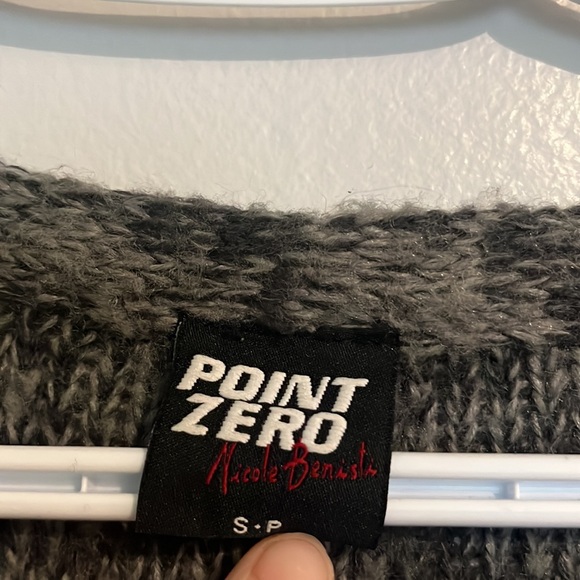 POINT
ZERO
Nicole Benisti
S·P